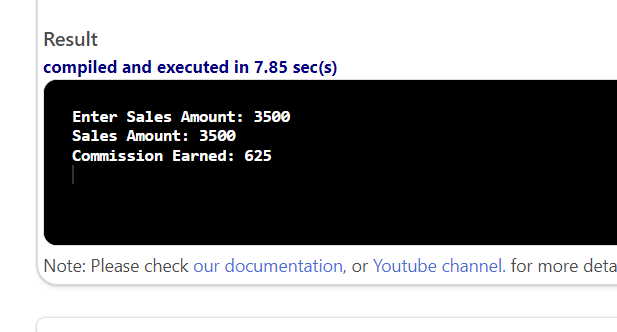 Result
compiled and executed in 7.85 sec(s)
Enter Sales Amount: 3500
Sales Amount: 3500
Commission Earned: 625
Note: Please check our documentation, or Youtube channel. for more deta